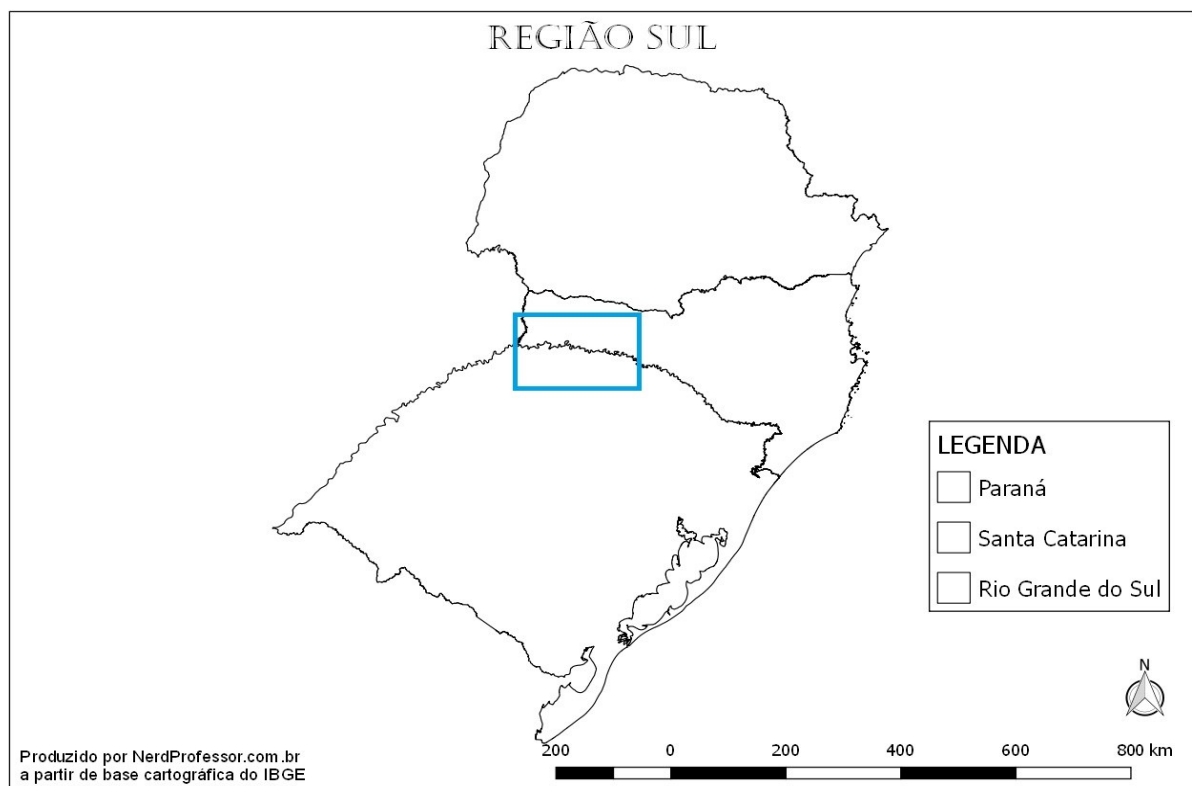 REGIÃO SUL
LEGENDA
Paraná
Santa Catarina
Rio Grande do Sul
N
Produzido por NerdProfessor.com.br
a partir de base cartográfica do IBGE
200 0 200 400 600 800 km